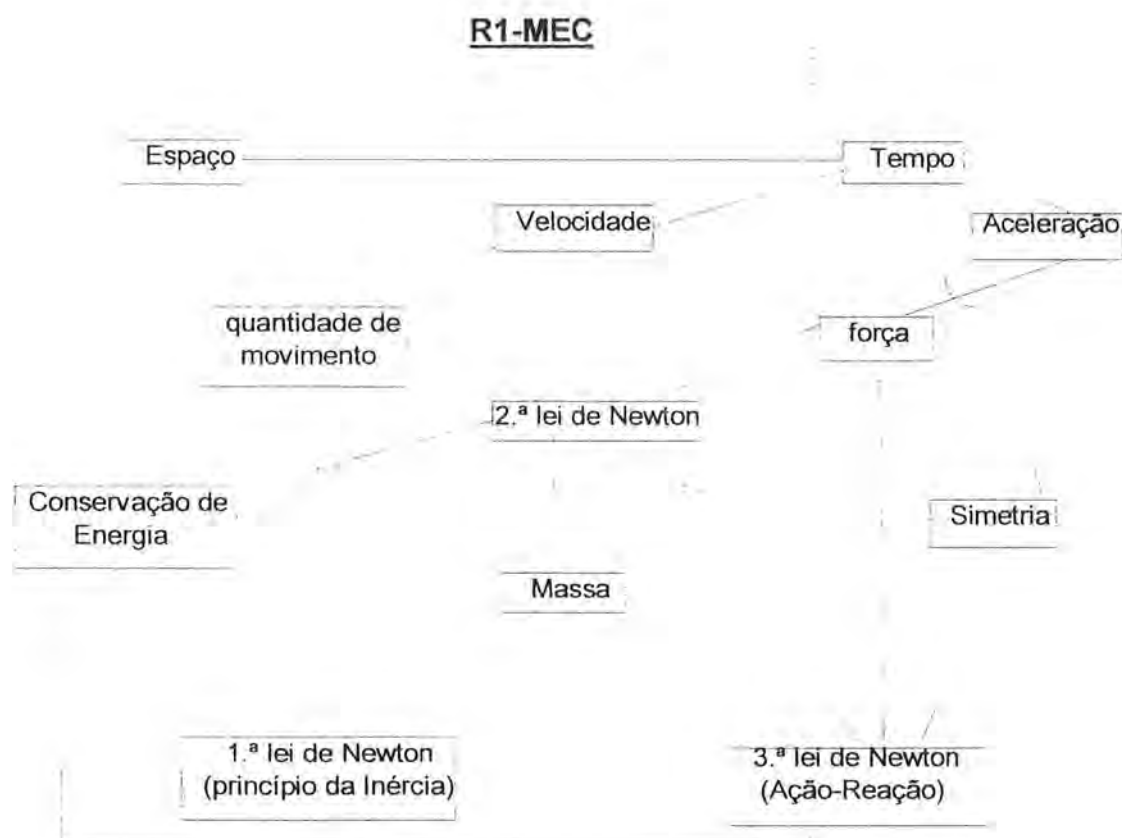 R1-MEC
Espaço
Tempo
Velocidade
Aceleração
quantidade de
movimento
força
2.ª lei de Newton
Conservação de
Energia
Simetria
Massa
1.ª lei de Newton
(princípio da Inércia)
3.ª lei de Newton
(Ação-Reação)